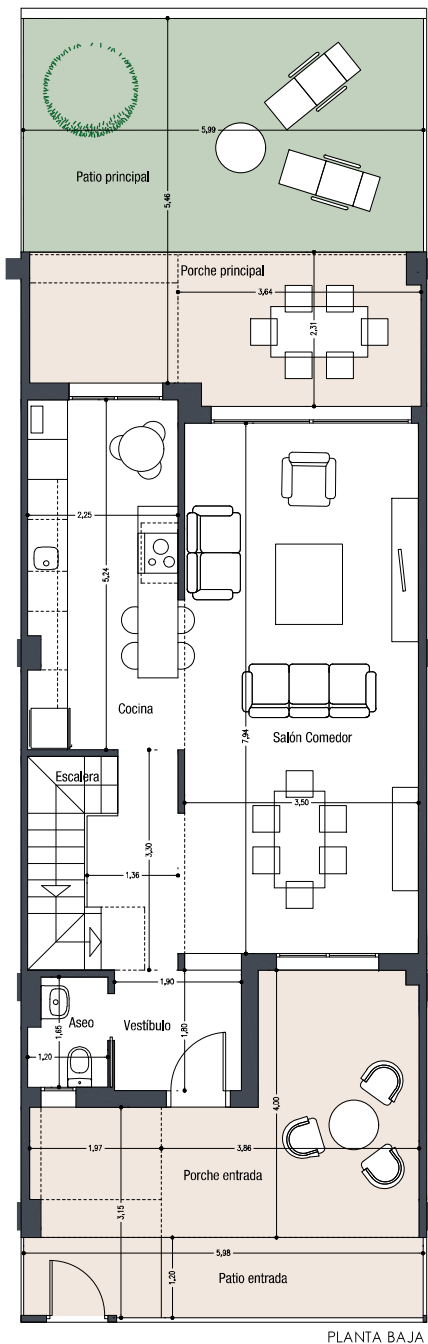 5,99
Patio principal
5,46
Porche principal
3,64
2,31
2,25
5,24
Cocina
7,94
Salón Comedor
Escalera
3,50
3,30
1,36
1,90
Aseo
Vestíbulo
1,65
1,80
1,20
4,00
1,97
3,86
Porche entrada
3,15
5,98
Patio entrada
1,20
PLANTA BAJA